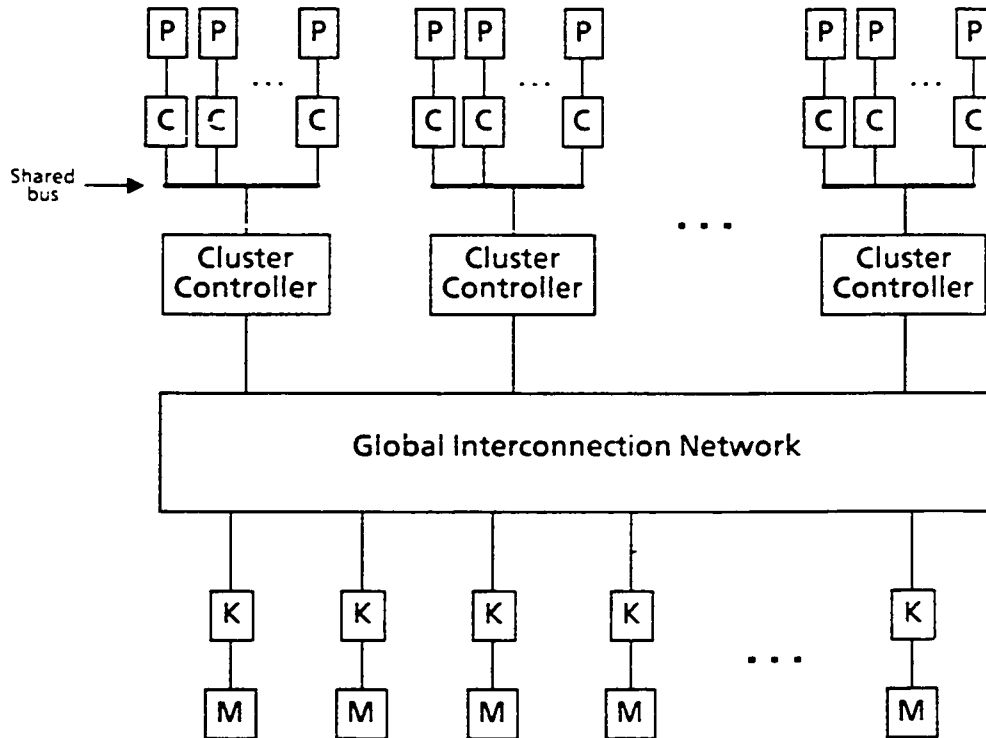 P P P P P P P P P
... ... ...
C C C C C C C C C
Shared
bus
...
Cluster Cluster Cluster
Controller Controller Controller
Global Interconnection Network
K K K K K
...
M M M M M